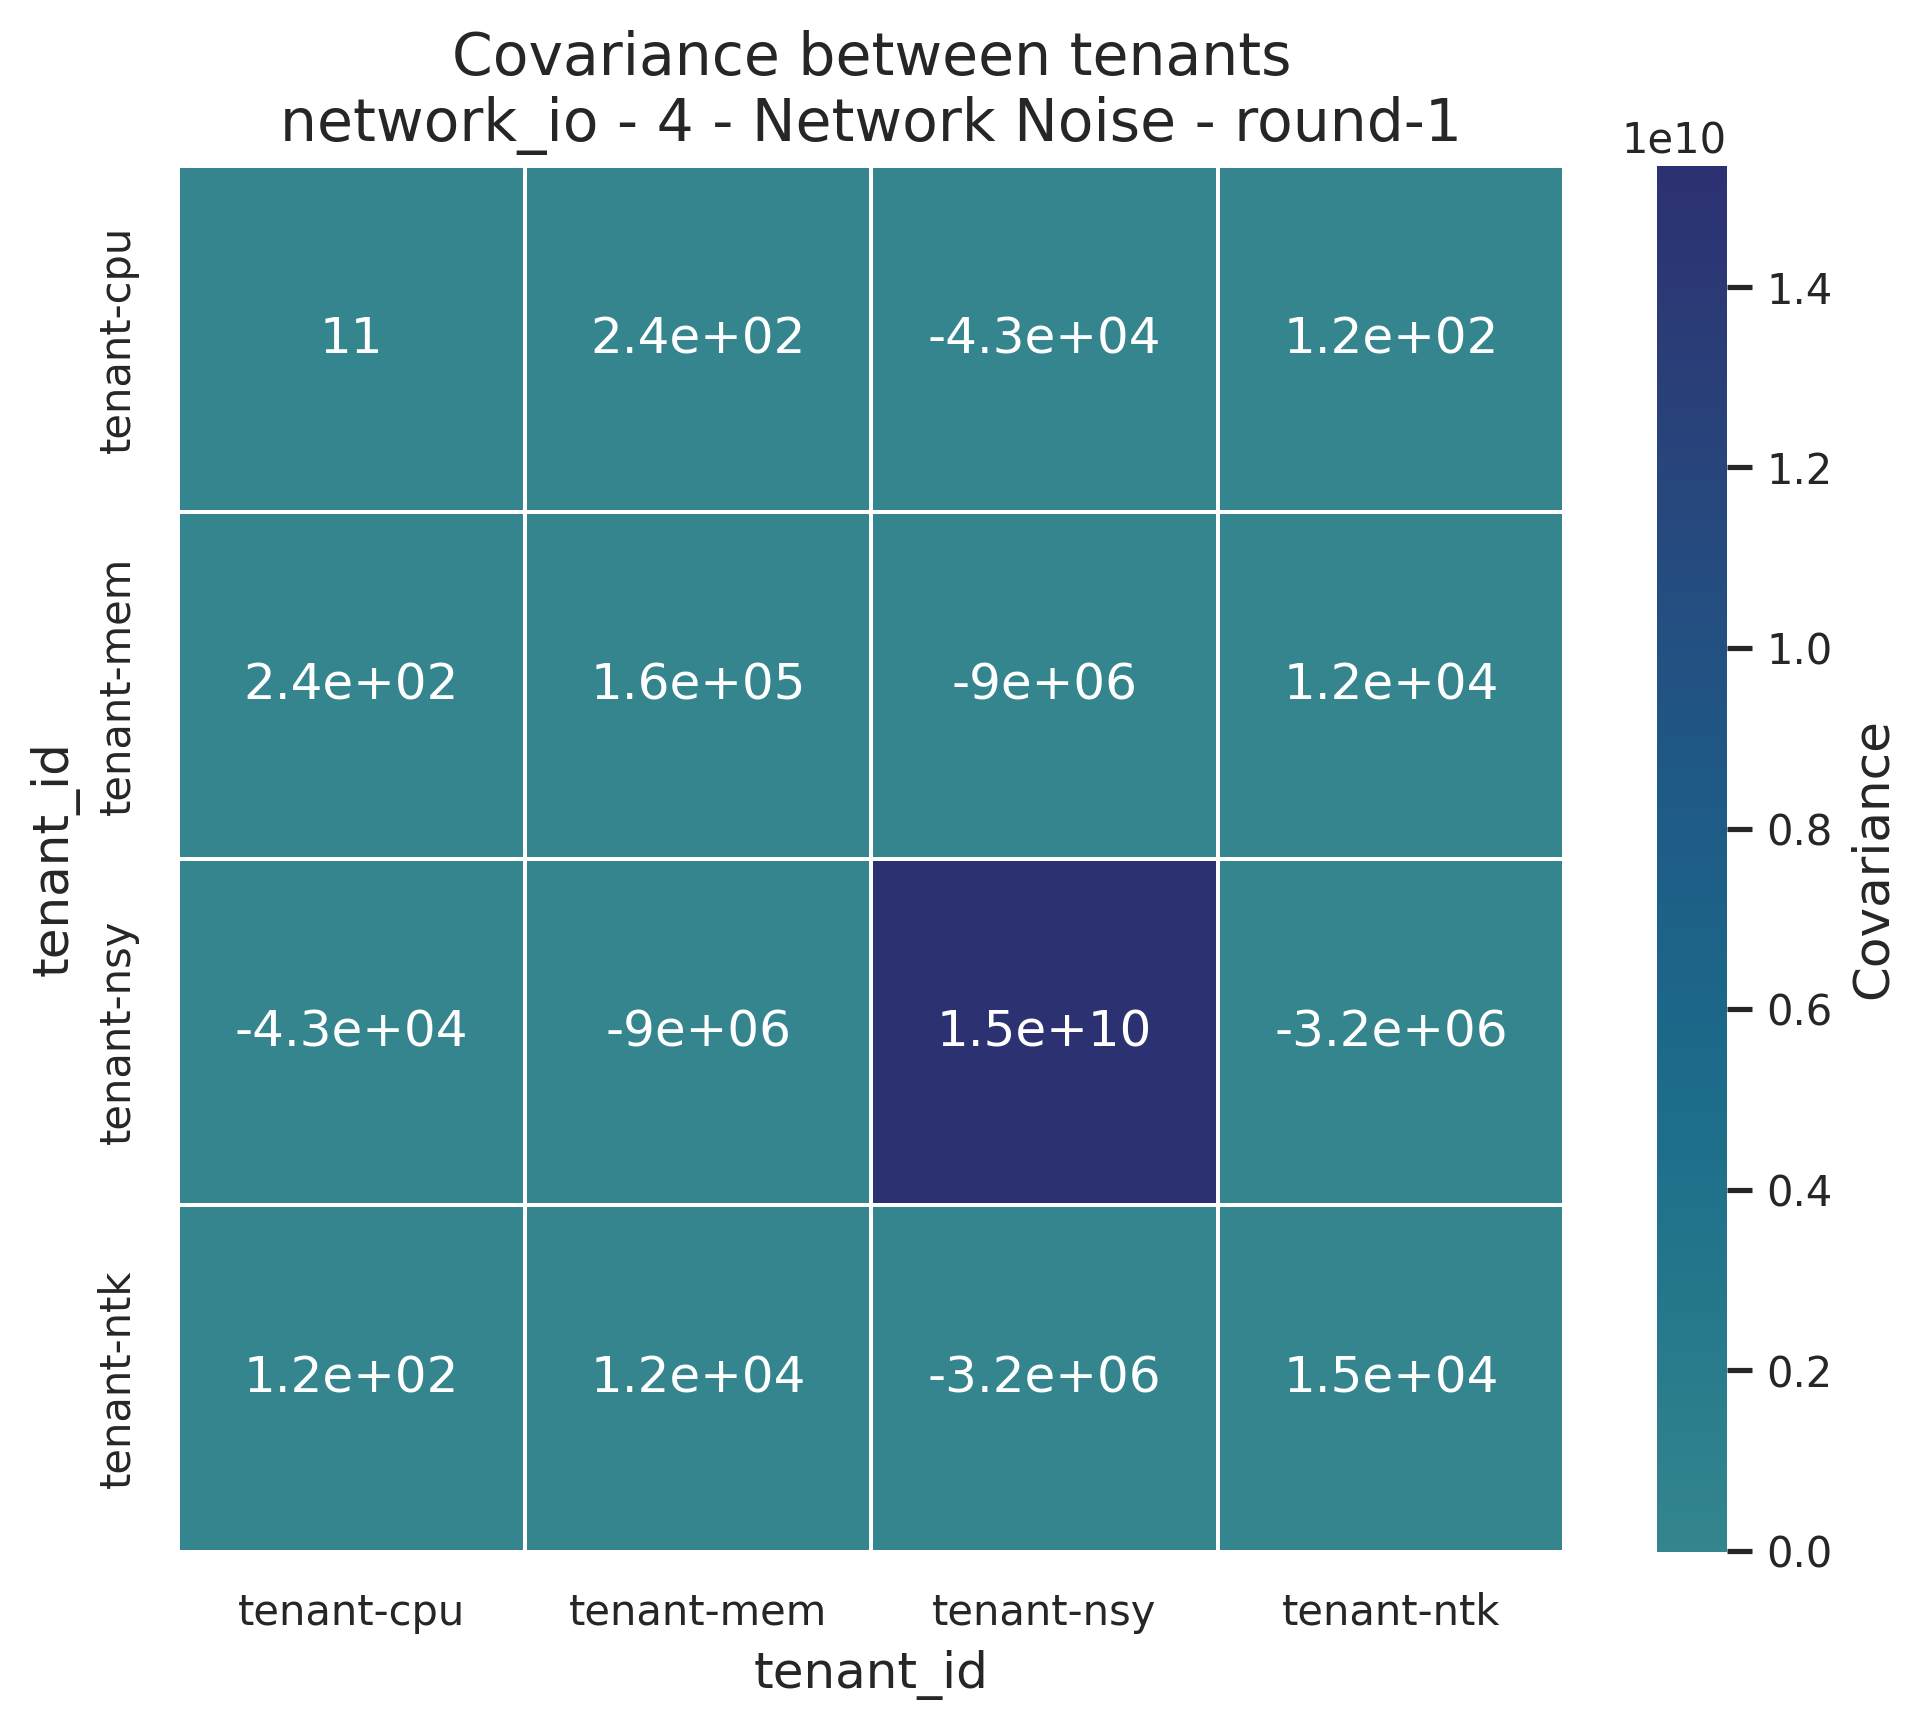 Covariance between tenants
network_io - 4 - Network Noise - round-1
1e10
tenant-cpu
11 2.4e+02 -4.3e+04 1.2e+02
tenant-mem
2.4e+02 1.6e+05 -9e+06 1.2e+04
tenant-nsy
-4.3e+04 -9e+06 1.5e+10 -3.2e+06
tenant-ntk
1.2e+02 1.2e+04 -3.2e+06 1.5e+04
tenant_id
tenant-cpu tenant-mem tenant-nsy tenant-ntk
tenant_id
1.4
1.2
1.0
0.8
0.6
0.4
0.2
0.0
Covariance